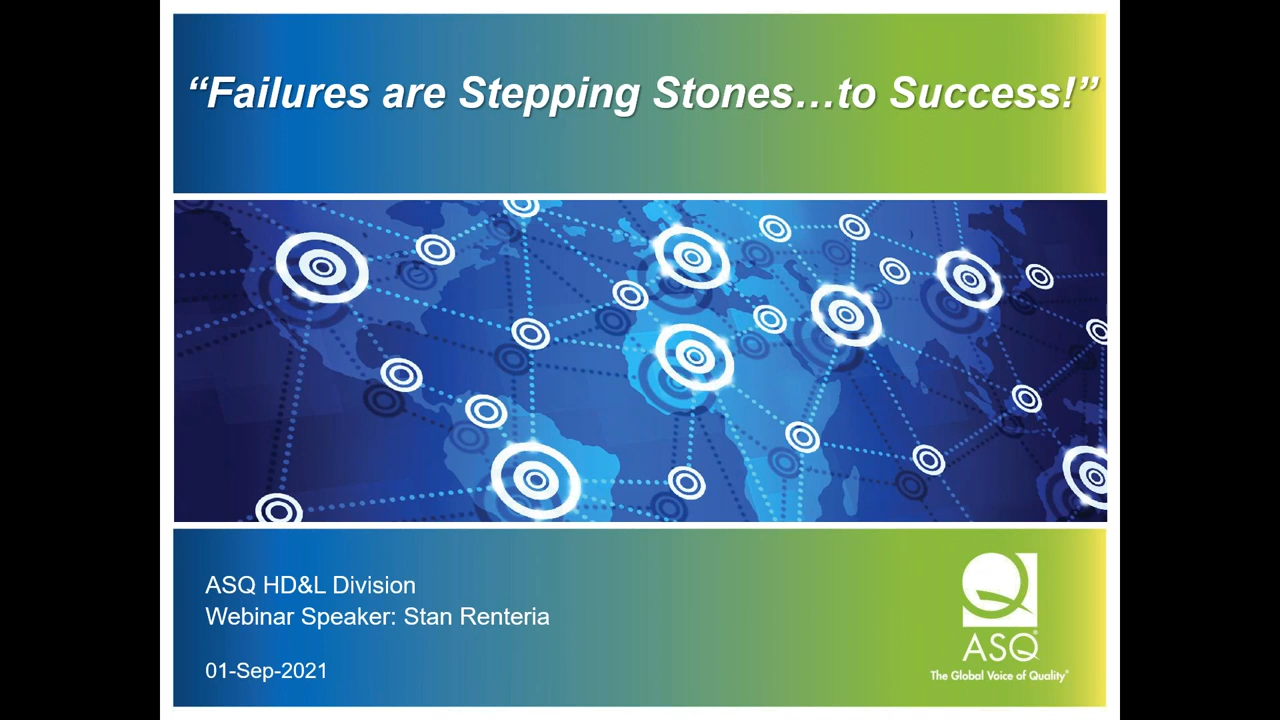 “Failures are Stepping Stones…to Success!”
ASQ HD&L Division
Webinar Speaker: Stan Renteria
01-Sep-2021
ASQ®
The Global Voice of Quality®